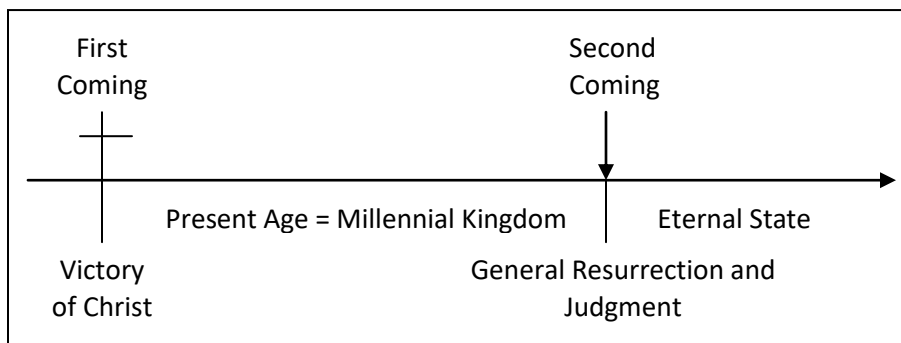 First
Coming
Second
Coming
Present Age = Millennial Kingdom
Eternal State
Victory
of Christ
General Resurrection and
Judgment